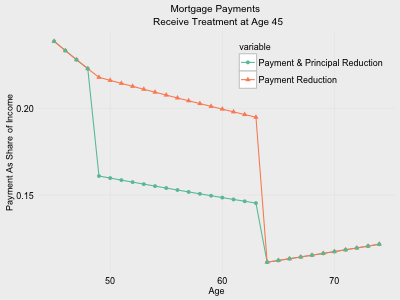 Mortgage Payments
Receive Treatment at Age 45
variable
Payment & Principal Reduction
Payment Reduction
Payment As Share of Income
0.20
0.15
50
60
70
Age